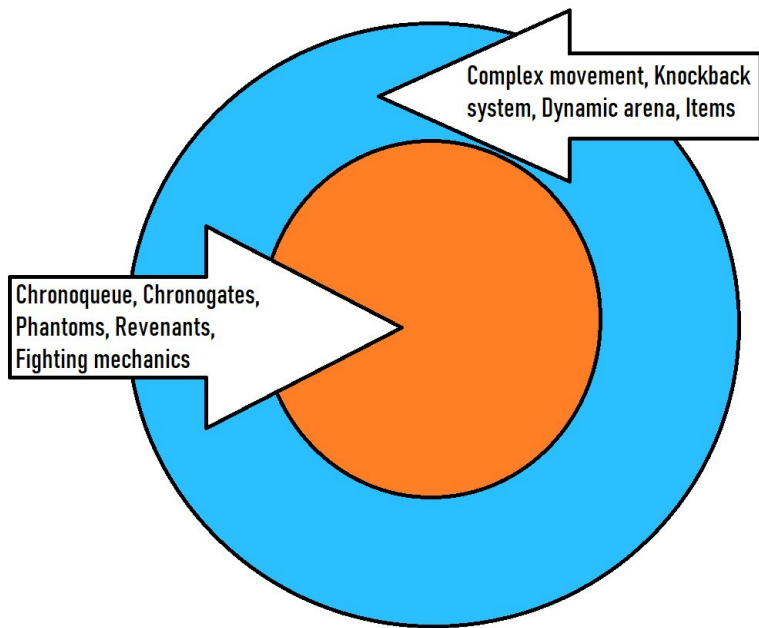 Complex movement, Knockback
system, Dynamic arena, Items
Chronoqueue, Chronogates,
Phantoms, Revenants,
Fighting mechanics